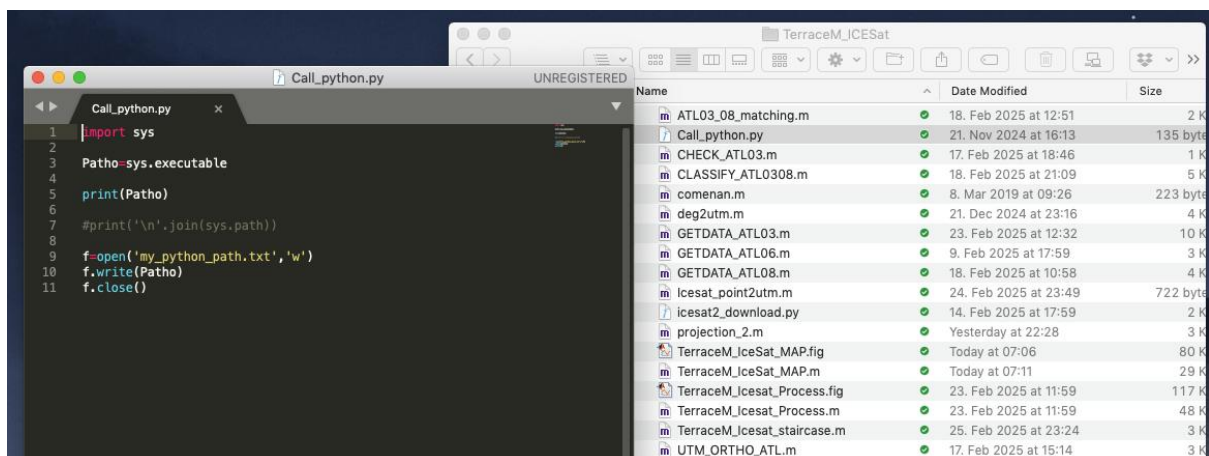 TerraceM_ICESat
Call_python.py
UNREGISTERED
Call_python.py
1 import sys
2
3 Patho=sys.executable
4
5 print(Patho)
6
7 #print('\n'.join(sys.path))
8
9 f=open('my_python_path.txt','w')
10 f.write(Patho)
11 f.close()
Name Date Modified Size
ATL03_08_matching.m 18. Feb 2025 at 12:51 2 K
Call_python.py 21. Nov 2024 at 16:13 135 byte
CHECK_ATL03.m 17. Feb 2025 at 18:46 1 K
CLASSIFY_ATL0308.m 18. Feb 2025 at 21:09 5 K
comenan.m 8. Mar 2019 at 09:26 223 byte
deg2utm.m 21. Dec 2024 at 23:16 4 K
GETDATA_ATL03.m 23. Feb 2025 at 12:32 10 K
GETDATA_ATL06.m 9. Feb 2025 at 17:59 3 K
GETDATA_ATL08.m 18. Feb 2025 at 10:58 4 K
Icesat_point2utm.m 24. Feb 2025 at 23:49 722 byte
icesat2_download.py 14. Feb 2025 at 17:59 2 K
projection_2.m Yesterday at 22:28 3 K
TerraceM_IceSat_MAP.fig Today at 07:06 80 K
TerraceM_IceSat_MAP.m Today at 07:11 29 K
TerraceM_Icesat_Process.fig 23. Feb 2025 at 11:59 117 K
TerraceM_Icesat_Process.m 23. Feb 2025 at 11:59 48 K
TerraceM_Icesat_staircase.m 25. Feb 2025 at 23:24 3 K
UTM_ORTHO_ATL.m 17. Feb 2025 at 15:14 3 K